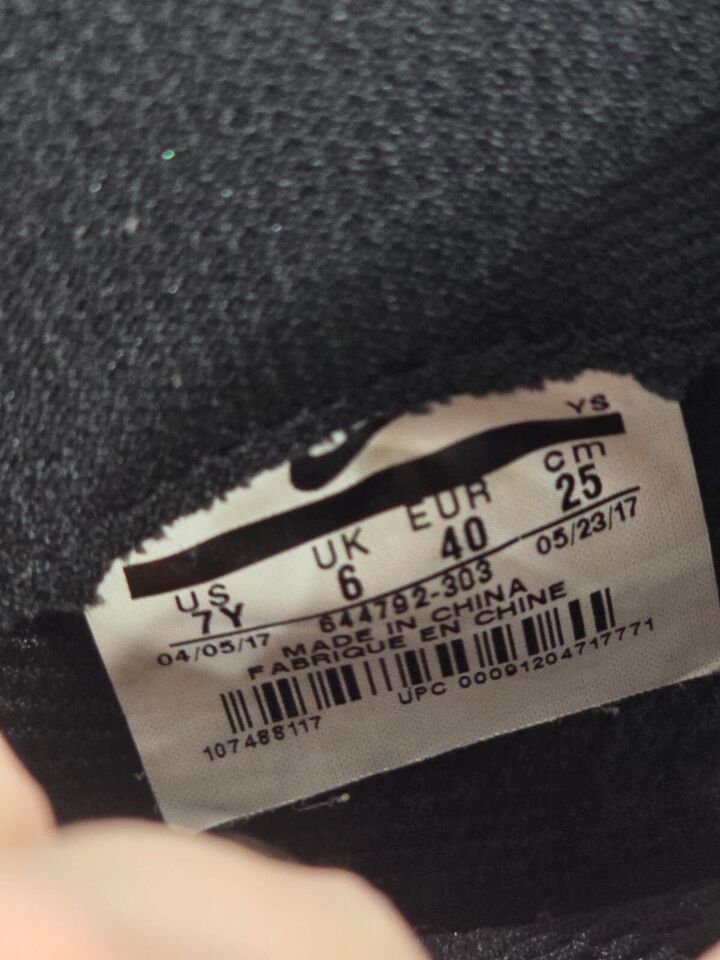 YS
US UK EUR cm
7Y 6 40 25
04/05/17 644792-303 05/23/17
MADE IN CHINA
FABRIQUE EN CHINE
UPC 00091204717771
107488117